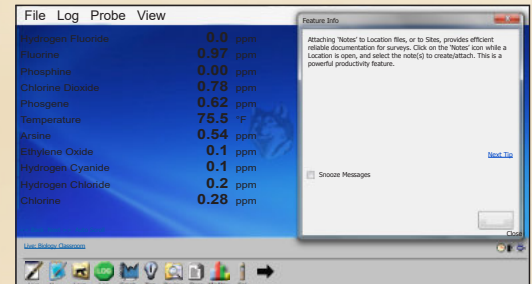 File Log Probe View
Hydrogen Fluoride 0.0 ppm
Fluorine 0.97 ppm
Phosphine 0.00 ppm
Chlorine Dioxide 0.78 ppm
Phosgene 0.62 ppm
Temperature 75.5 °F
Arsine 0.54 ppm
Ethylene Oxide 0.1 ppm
Hydrogen Cyanide 0.1 ppm
Hydrogen Chloride 0.2 ppm
Chlorine 0.28 ppm
Live: Biology Classroom
LOG
Feature Info
Attaching 'Notes' to Location files, or to Sites, provides efficient
reliable documentation for surveys. Click on the 'Notes' icon while a
Location is open, and select the note(s) to create/attach. This is a
powerful productivity feature.
Next Tip
Snooze Messages
Close